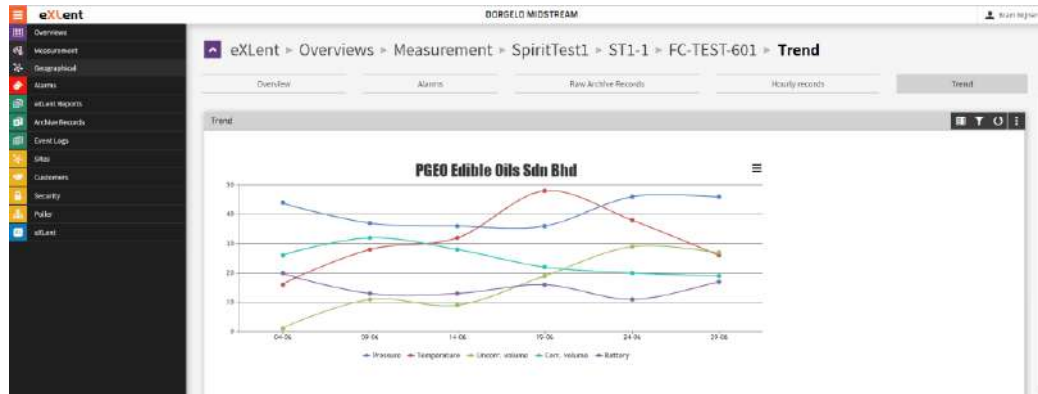 eXLent
BORGELO MIDSTREAM
Overviews
Measurement
Geographical
Alarms
eXLent Reports
Archive Records
Event Logs
Sites
Customers
Security
Poller
eXLent
eXLent ▸ Overviews ▸ Measurement ▸ SpiritTest1 ▸ ST1-1 ▸ FC-TEST-601 ▸ Trend
Overview Alarms Raw Archive Records Hourly records Trend
Trend
PGEO Edible Oils Sdn Bhd
50
40
30
20
10
0
04-06 09-06 14-06 19-06 24-06 29-06
Pressure Temperature Uncorr. volume Corr. volume Battery